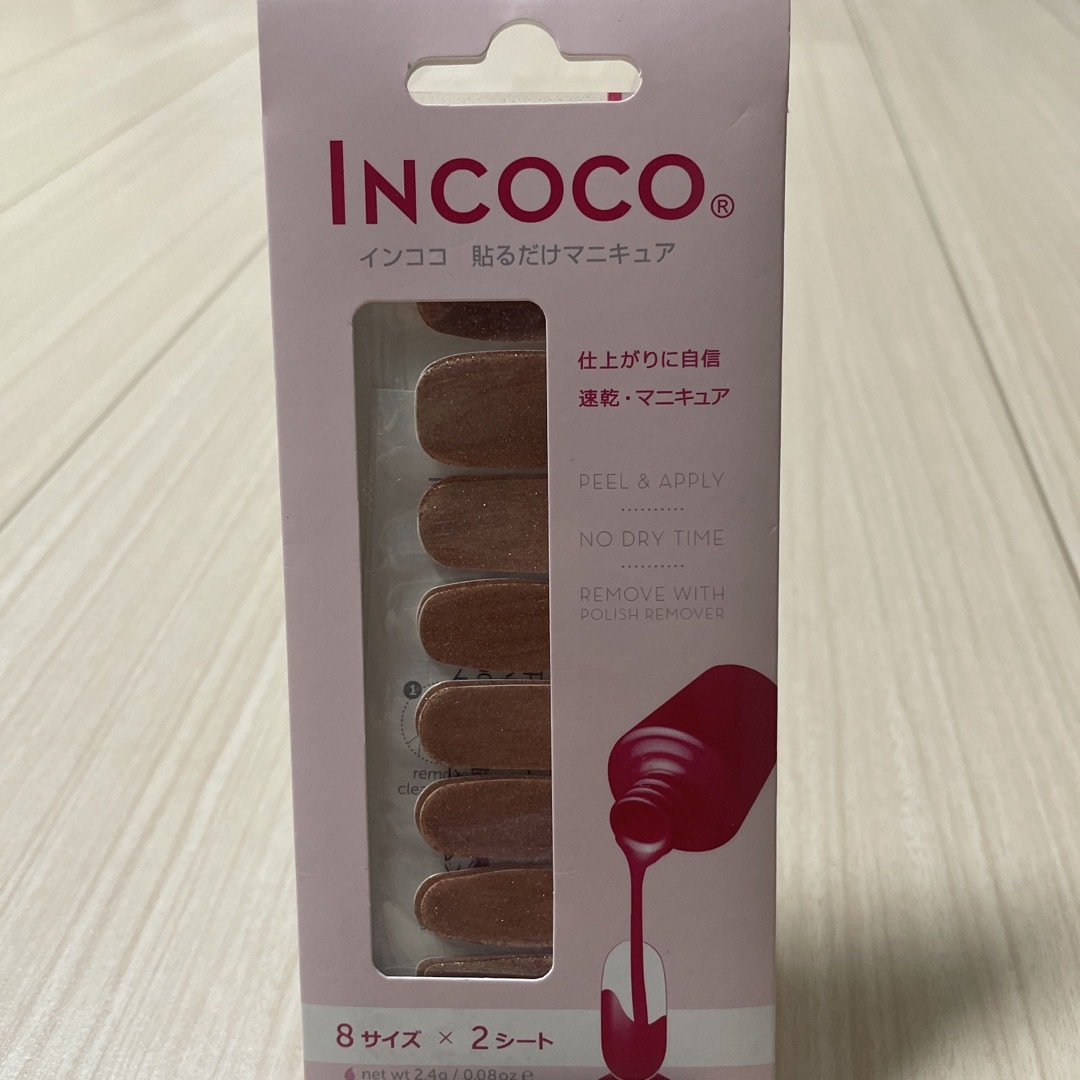 INCOCO®
インココ 貼るだけマニキュア
仕上がりに自信
速乾・マニキュア
PEEL & APPLY
NO DRY TIME
REMOVE WITH
POLISH REMOVER
1
8サイズ × 2シート
net wt 2.4g / 0.08oz e